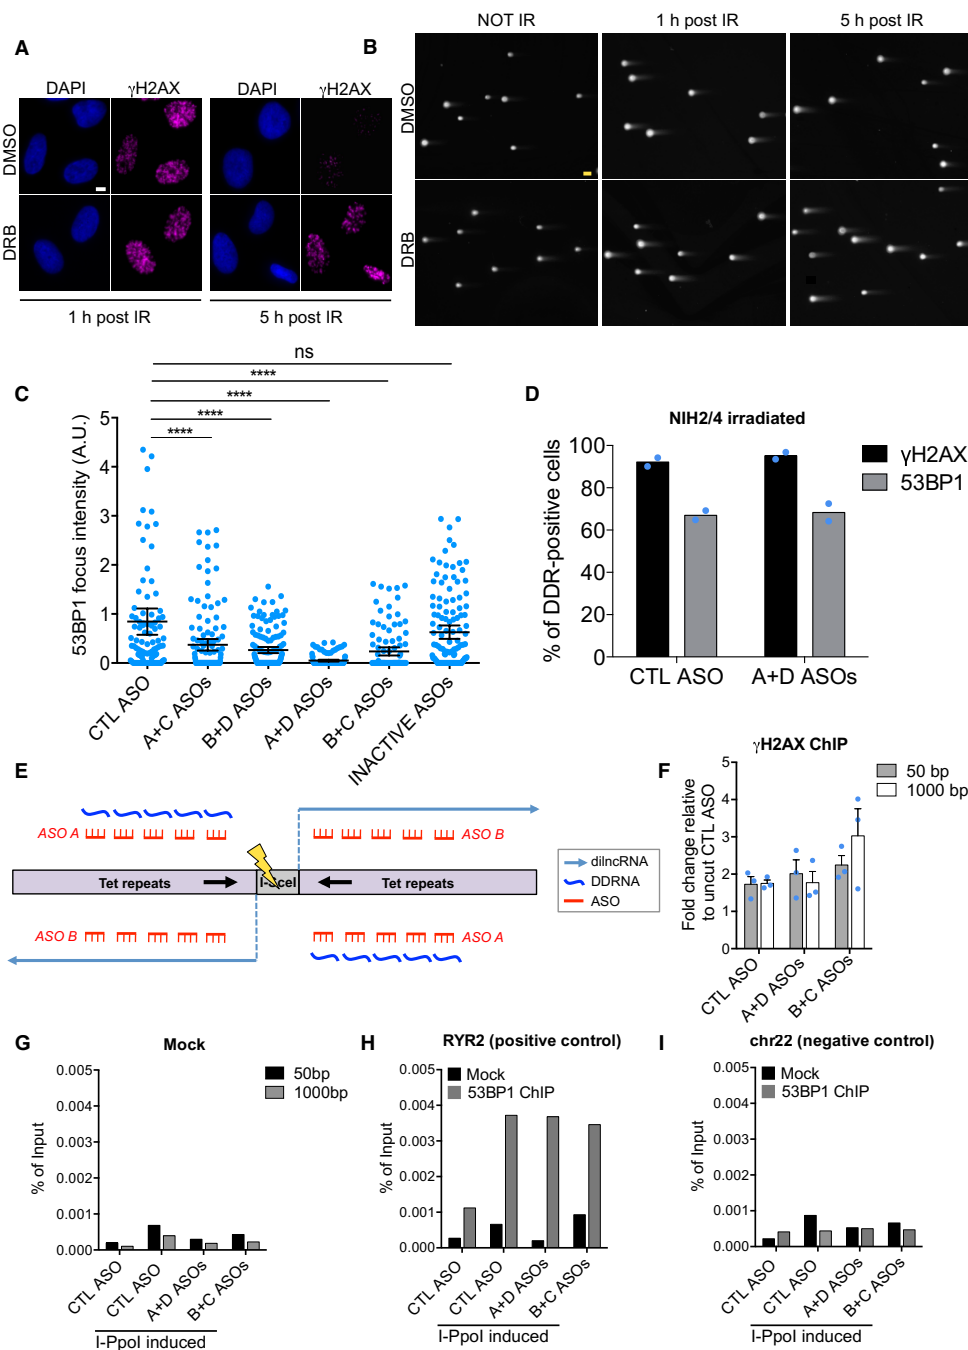 A
DAPI
γH2AX
DAPI
γH2AX
DMSO
DRB
1 h post IR
5 h post IR
B
NOT IR
1 h post IR
5 h post IR
DMSO
DRB
C
ns
****
****
****
****
53BP1 focus intensity (A.U.)
5
4
3
2
1
0
CTL ASO
A+C ASOs
B+D ASOs
A+D ASOs
B+C ASOs
INACTIVE ASOs
D
NIH2/4 irradiated
% of DDR-positive cells
100
80
60
40
20
0
CTL ASO
A+D ASOs
γH2AX
53BP1
E
ASO A
ASO B
Tet repeats
I-SceI
Tet repeats
ASO B
ASO A
dilncRNA
DDRNA
ASO
F
γH2AX ChIP
Fold change relative
to uncut CTL ASO
5
4
3
2
1
0
50 bp
1000 bp
CTL ASO
A+D ASOs
B+C ASOs
G
Mock
% of Input
0.005
0.004
0.003
0.002
0.001
0.000
50bp
1000bp
CTL ASO
CTL ASO
A+D ASOs
B+C ASOs
I-PpoI induced
H
RYR2 (positive control)
% of Input
0.005
0.004
0.003
0.002
0.001
0.000
Mock
53BP1 ChIP
CTL ASO
CTL ASO
A+D ASOs
B+C ASOs
I-PpoI induced
I
chr22 (negative control)
% of Input
0.005
0.004
0.003
0.002
0.001
0.000
Mock
53BP1 ChIP
CTL ASO
CTL ASO
A+D ASOs
B+C ASOs
I-PpoI induced